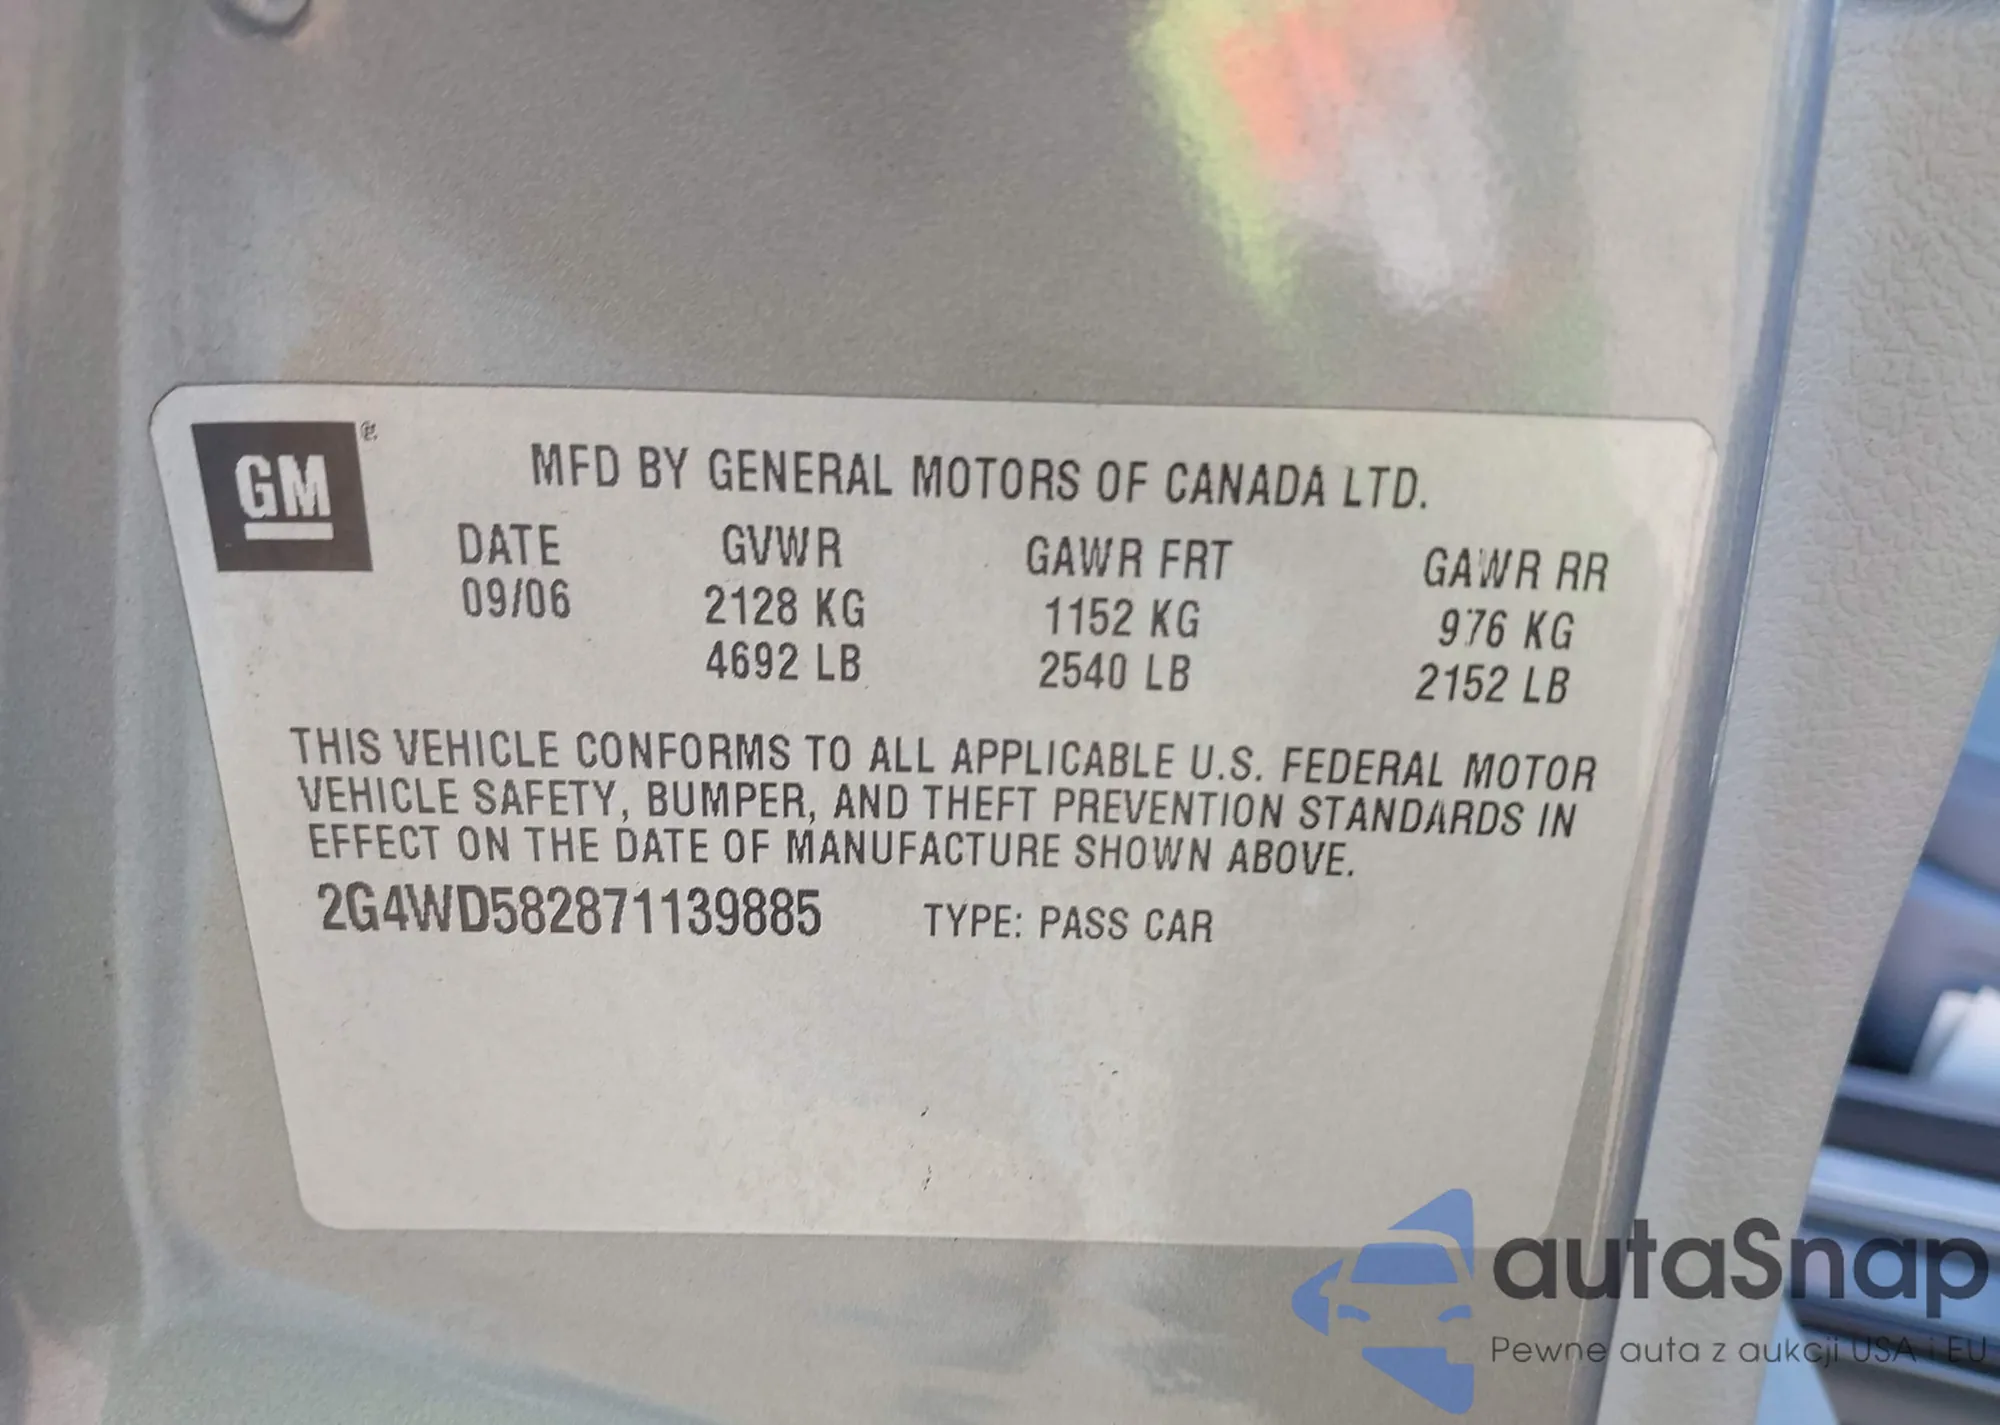 GM
MFD BY GENERAL MOTORS OF CANADA LTD.
DATE GVWR GAWR FRT GAWR RR
09/06 2128 KG 1152 KG 976 KG
4692 LB 2540 LB 2152 LB
THIS VEHICLE CONFORMS TO ALL APPLICABLE U.S. FEDERAL MOTOR
VEHICLE SAFETY, BUMPER, AND THEFT PREVENTION STANDARDS IN
EFFECT ON THE DATE OF MANUFACTURE SHOWN ABOVE.
2G4WD582871139885 TYPE: PASS CAR
autaSnap
Pewne auta z aukcji USA i EU